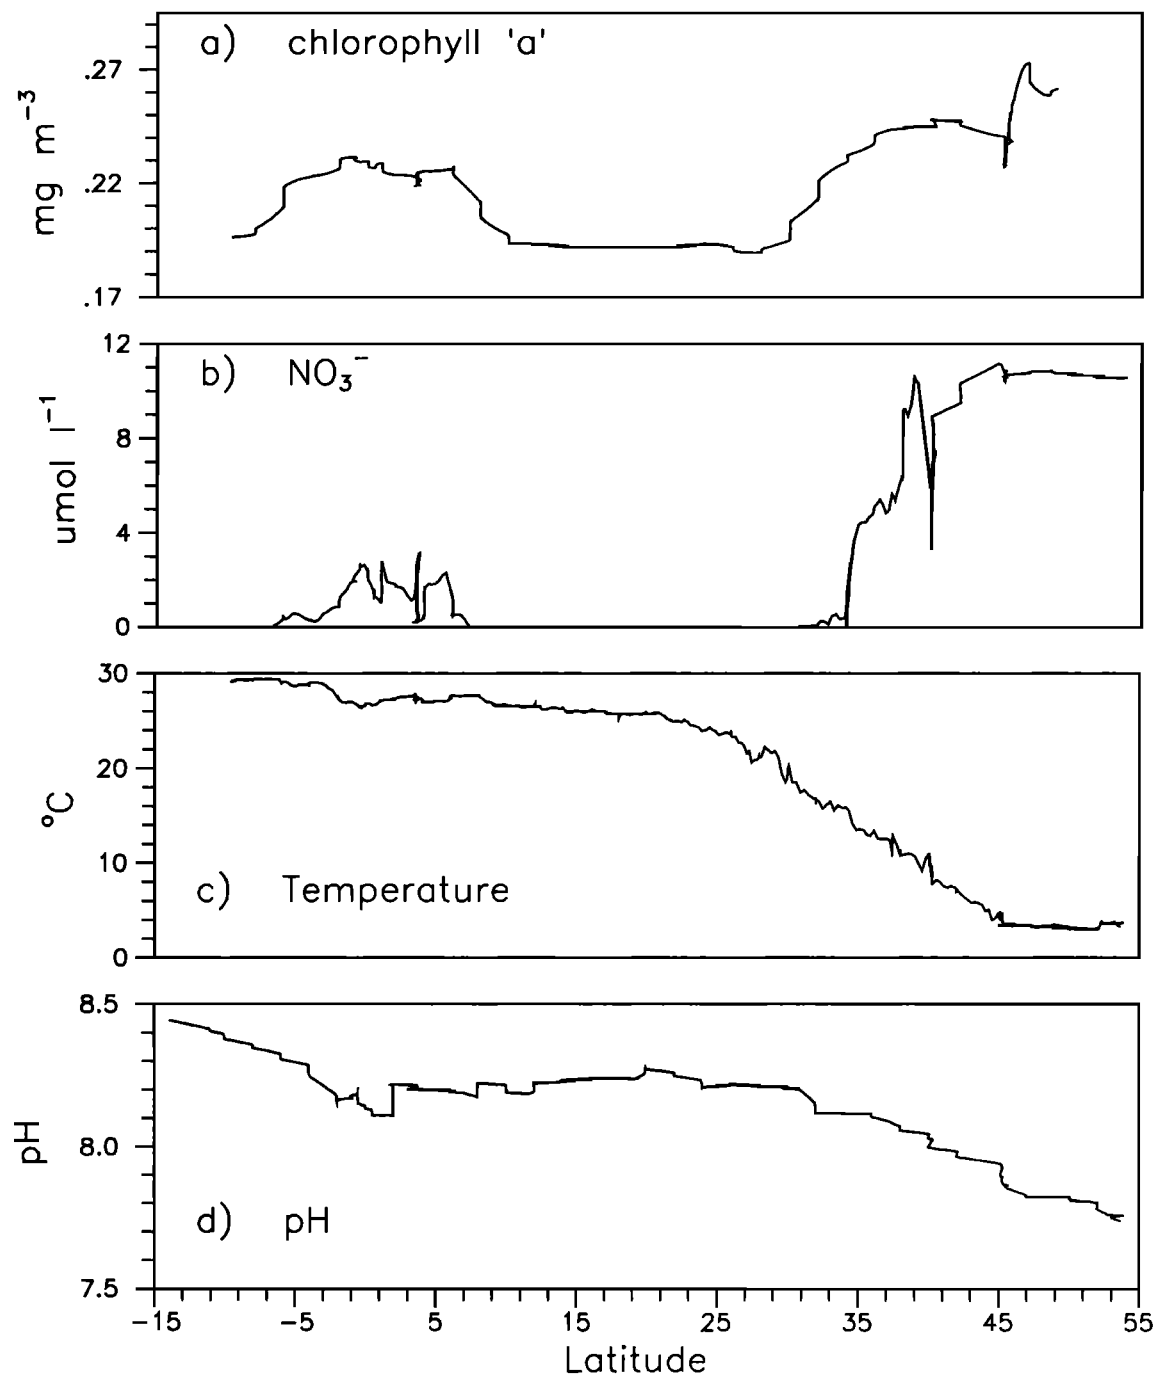 a) chlorophyll 'a'
.27
.22
.17
mg m⁻³
b) NO₃⁻
12
8
4
0
umol l⁻¹
30
20
10
0
°C
c) Temperature
8.5
8.0
7.5
pH
d) pH
-15 -5 5 15 25 35 45 55
Latitude